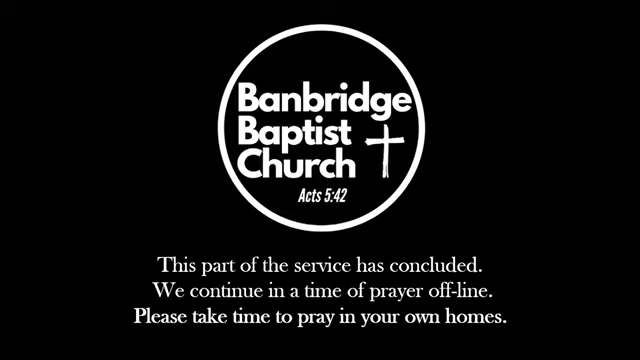 Banbridge
Baptist
Church
Acts 5:42
This part of the service has concluded.
We continue in a time of prayer off-line.
Please take time to pray in your own homes.